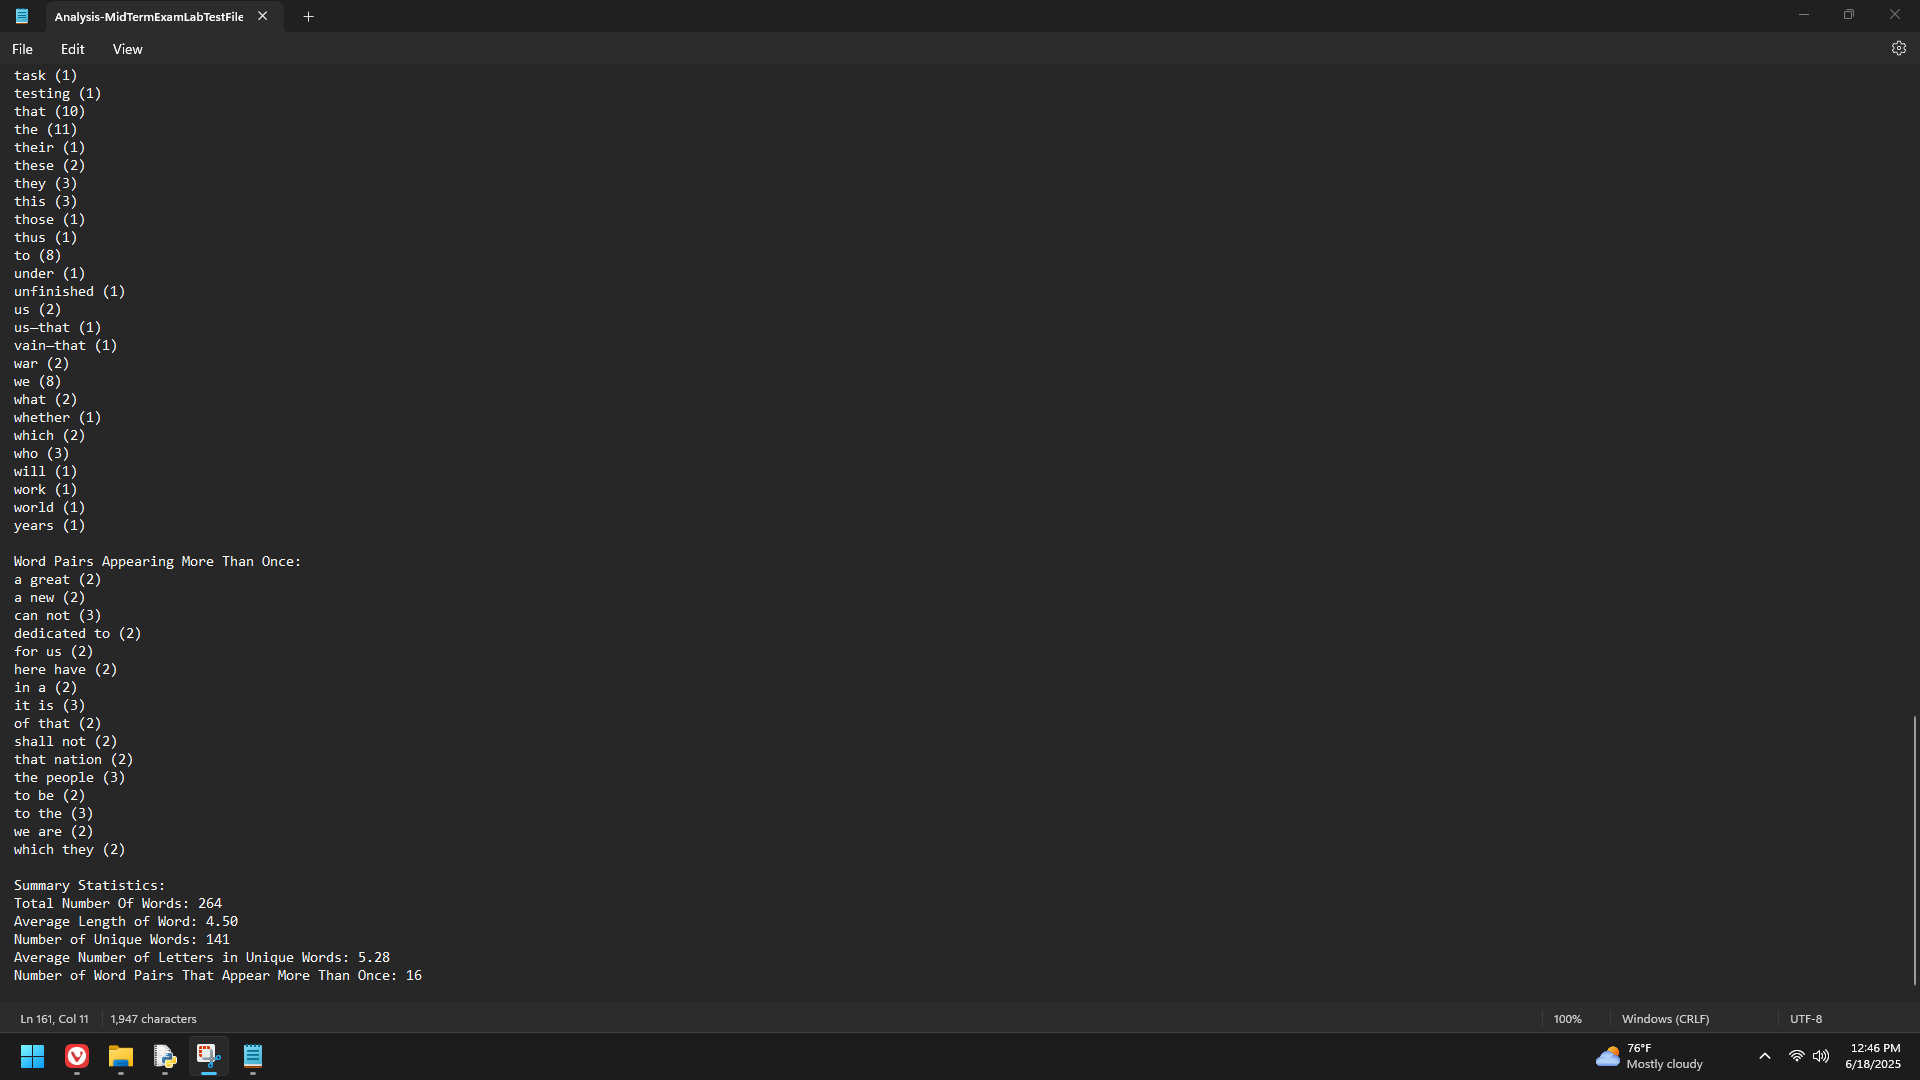 Analysis-MidTermExamLabTestFile
File Edit View
task (1)
testing (1)
that (10)
the (11)
their (1)
these (2)
they (3)
this (3)
those (1)
thus (1)
to (8)
under (1)
unfinished (1)
us (2)
us—that (1)
vain—that (1)
war (2)
we (8)
what (2)
whether (1)
which (2)
who (3)
will (1)
work (1)
world (1)
years (1)
Word Pairs Appearing More Than Once:
a great (2)
a new (2)
can not (3)
dedicated to (2)
for us (2)
here have (2)
in a (2)
it is (3)
of that (2)
shall not (2)
that nation (2)
the people (3)
to be (2)
to the (3)
we are (2)
which they (2)
Summary Statistics:
Total Number Of Words: 264
Average Length of Word: 4.50
Number of Unique Words: 141
Average Number of Letters in Unique Words: 5.28
Number of Word Pairs That Appear More Than Once: 16
Ln 161, Col 11 1,947 characters 100% Windows (CRLF) UTF-8
76°F
Mostly cloudy
12:46 PM
6/18/2025